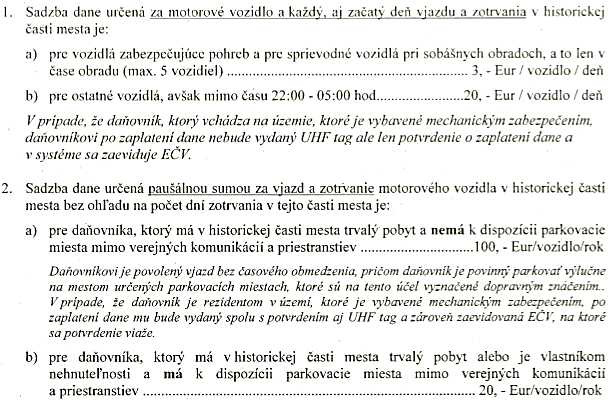 1. Sadzba dane určená za motorové vozidlo a každý, aj začatý deň vjazdu a zotrvania v historickej
časti mesta je:
a) pre vozidlá zabezpečujúce pohreb a pre sprievodné vozidlá pri sobášnych obradoch, a to len v
čase obradu (max. 5 vozidiel) ........................................................ 3, - Eur / vozidlo / deň
b) pre ostatné vozidlá, avšak mimo času 22:00 - 05:00 hod....................20, - Eur / vozidlo / deň
V prípade, že daňovník, ktorý vchádza na územie, ktoré je vybavené mechanickým zabezpečením,
daňovníkovi po zaplatení dane nebude vydaný UHF tag ale len potvrdenie o zaplatení dane a
v systéme sa zaeviduje EČV.
2. Sadzba dane určená paušálnou sumou za vjazd a zotrvanie motorového vozidla v historickej časti
mesta bez ohľadu na počet dní zotrvania v tejto časti mesta je:
a) pre daňovníka, ktorý má v historickej časti mesta trvalý pobyt a nemá k dispozícii parkovacie
miesta mimo verejných komunikácií a priestranstiev ..........................100, - Eur/vozidlo/rok
Daňovníkovi je povolený vjazd bez časového obmedzenia, pričom daňovník je povinný parkovať výlučne
na mestom určených parkovacích miestach, ktoré sú na tento účel vyznačené dopravným značením..
V prípade, že daňovník je rezidentom v území, ktoré je vybavené mechanickým zabezpečením, po
zaplatení dane mu bude vydaný spolu s potvrdením aj UHF tag a zároveň zaevidovaná EČV, na ktoré
sa potvrdenie viaže.
b) pre daňovníka, ktorý má v historickej časti mesta trvalý pobyt alebo je vlastníkom
nehnuteľnosti a má k dispozícii parkovacie miesta mimo verejných komunikácií
a priestranstiev .............................................................................. 20, - Eur/vozidlo/rok